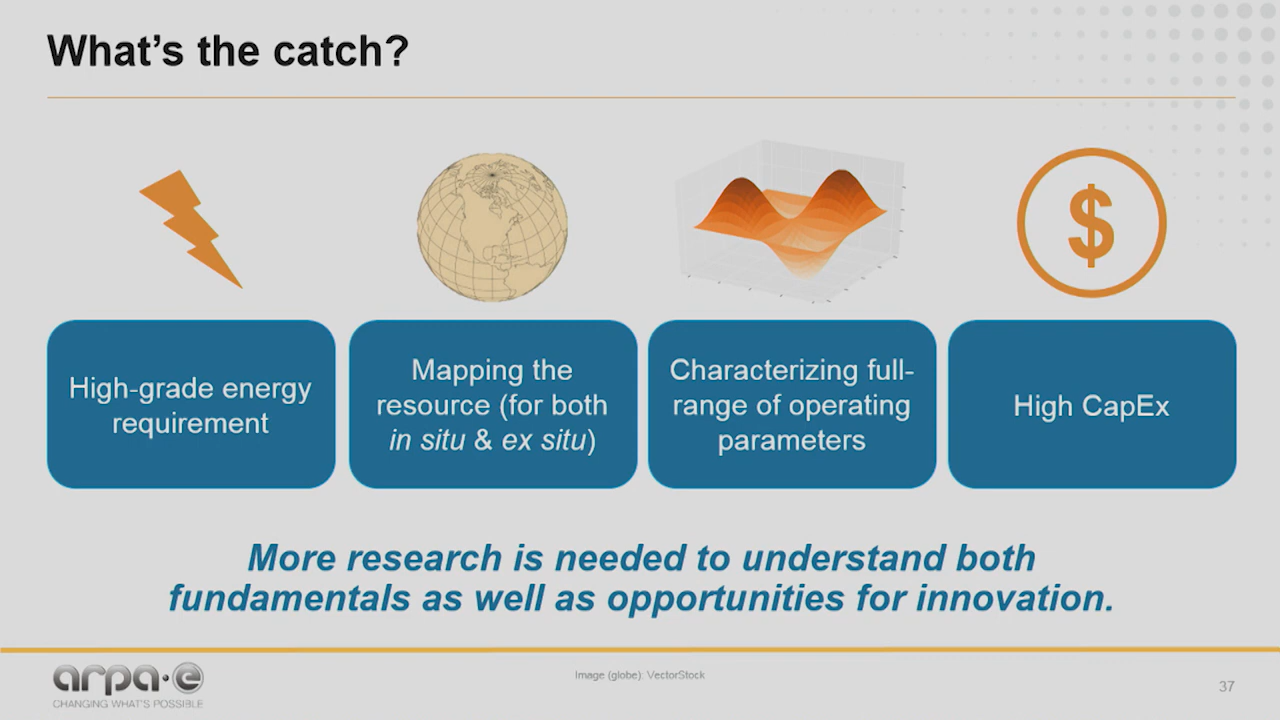 What's the catch?
$
High-grade energy
requirement
Mapping the
resource (for both
in situ & ex situ)
Characterizing full-
range of operating
parameters
High CapEx
More research is needed to understand both
fundamentals as well as opportunities for innovation.
arpa·e
CHANGING WHAT'S POSSIBLE
Image (globe): VectorStock
37